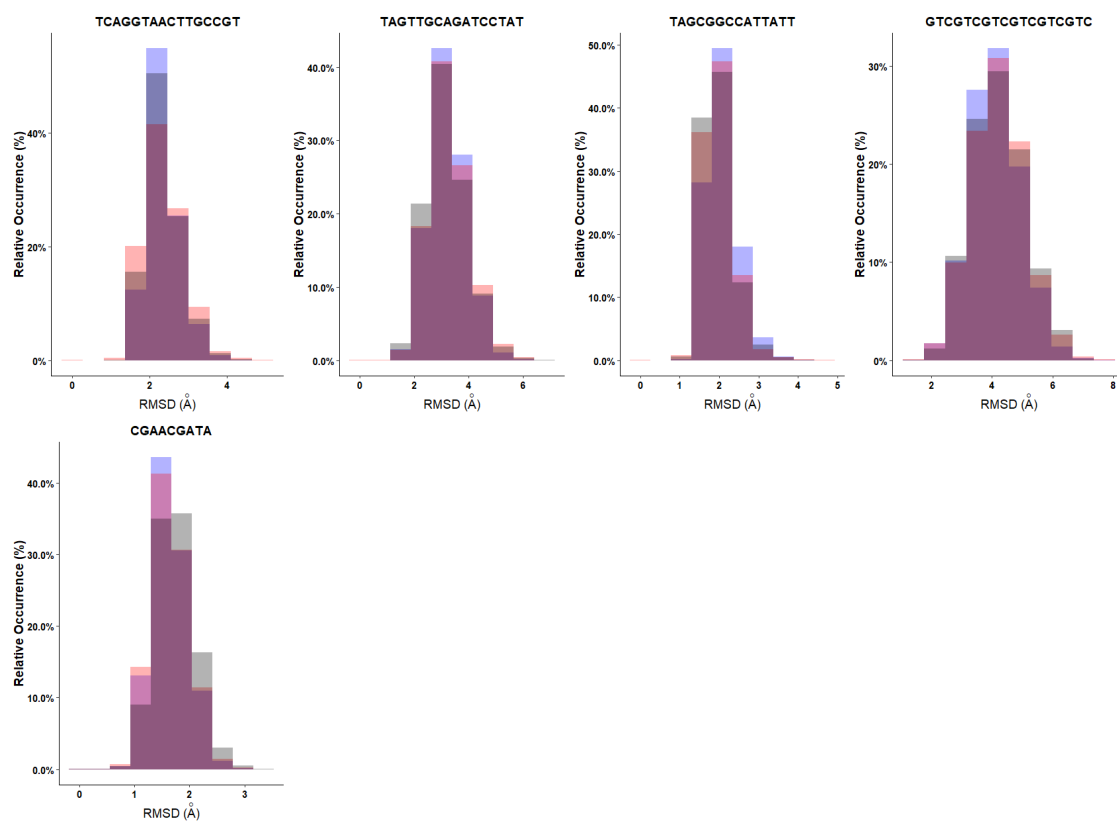 TCAGGTAACTTGCCGT
TAGTTGCAGATCCTAT
TAGCGGCCATTATT
GTCGTCGTCGTCGTCGTC
Relative Occurrence (%)
40%
20%
0%
0 2 4
RMSD (Å)
Relative Occurrence (%)
40.0%
30.0%
20.0%
10.0%
0.0%
0 2 4 6
RMSD (Å)
Relative Occurrence (%)
50.0%
40.0%
30.0%
20.0%
10.0%
0.0%
0 1 2 3 4 5
RMSD (Å)
Relative Occurrence (%)
30%
20%
10%
0%
2 4 6 8
RMSD (Å)
CGAACGATA
Relative Occurrence (%)
40.0%
30.0%
20.0%
10.0%
0.0%
0 1 2 3
RMSD (Å)